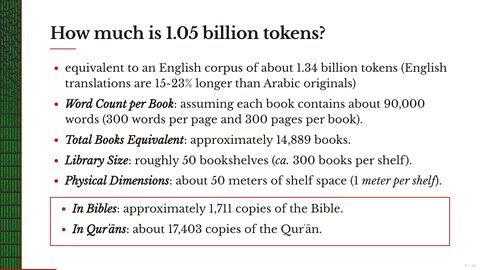 How much is 1.05 billion tokens?
• equivalent to an English corpus of about 1.34 billion tokens (English
translations are 15-23% longer than Arabic originals)
• Word Count per Book: assuming each book contains about 90,000
words (300 words per page and 300 pages per book).
• Total Books Equivalent: approximately 14,889 books.
• Library Size: roughly 50 bookshelves (ca. 300 books per shelf).
• Physical Dimensions: about 50 meters of shelf space (1 meter per shelf).
• In Bibles: approximately 1,711 copies of the Bible.
• In Qurʾāns: about 17,403 copies of the Qurʾān.